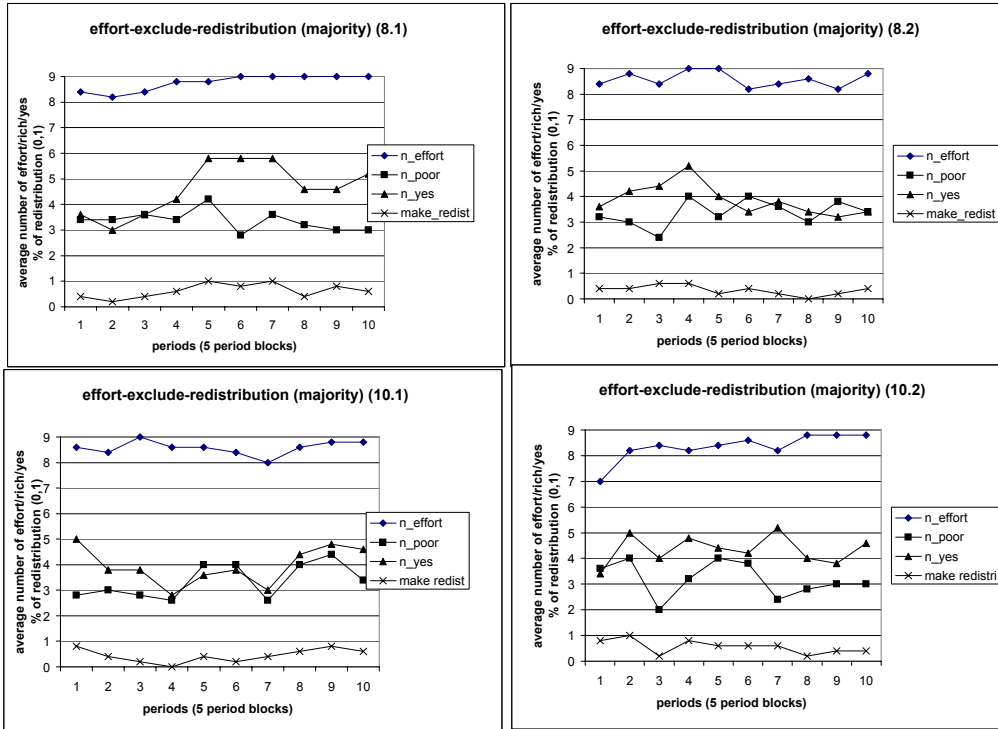 effort-exclude-redistribution (majority) (8.1)
average number of effort/rich/yes
% of redistribution (0,1)
9
8
7
6
5
4
3
2
1
0
1 2 3 4 5 6 7 8 9 10
periods (5 period blocks)
n_effort
n_poor
n_yes
make_redist
effort-exclude-redistribution (majority) (8.2)
average number of effort/rich/yes
% of redistribution (0,1)
9
8
7
6
5
4
3
2
1
0
1 2 3 4 5 6 7 8 9 10
periods (5 period blocks)
n_effort
n_poor
n_yes
make_redist
effort-exclude-redistribution (majority) (10.1)
average number of effort/rich/yes
% of redistribution (0,1)
9
8
7
6
5
4
3
2
1
0
1 2 3 4 5 6 7 8 9 10
periods (5 period blocks)
n_effort
n_poor
n_yes
make redist
effort-exclude-redistribution (majority) (10.2)
average number of effort/rich/yes
% of redistribution (0,1)
9
8
7
6
5
4
3
2
1
0
1 2 3 4 5 6 7 8 9 10
periods (5 period blocks)
n_effort
n_poor
n_yes
make redistri